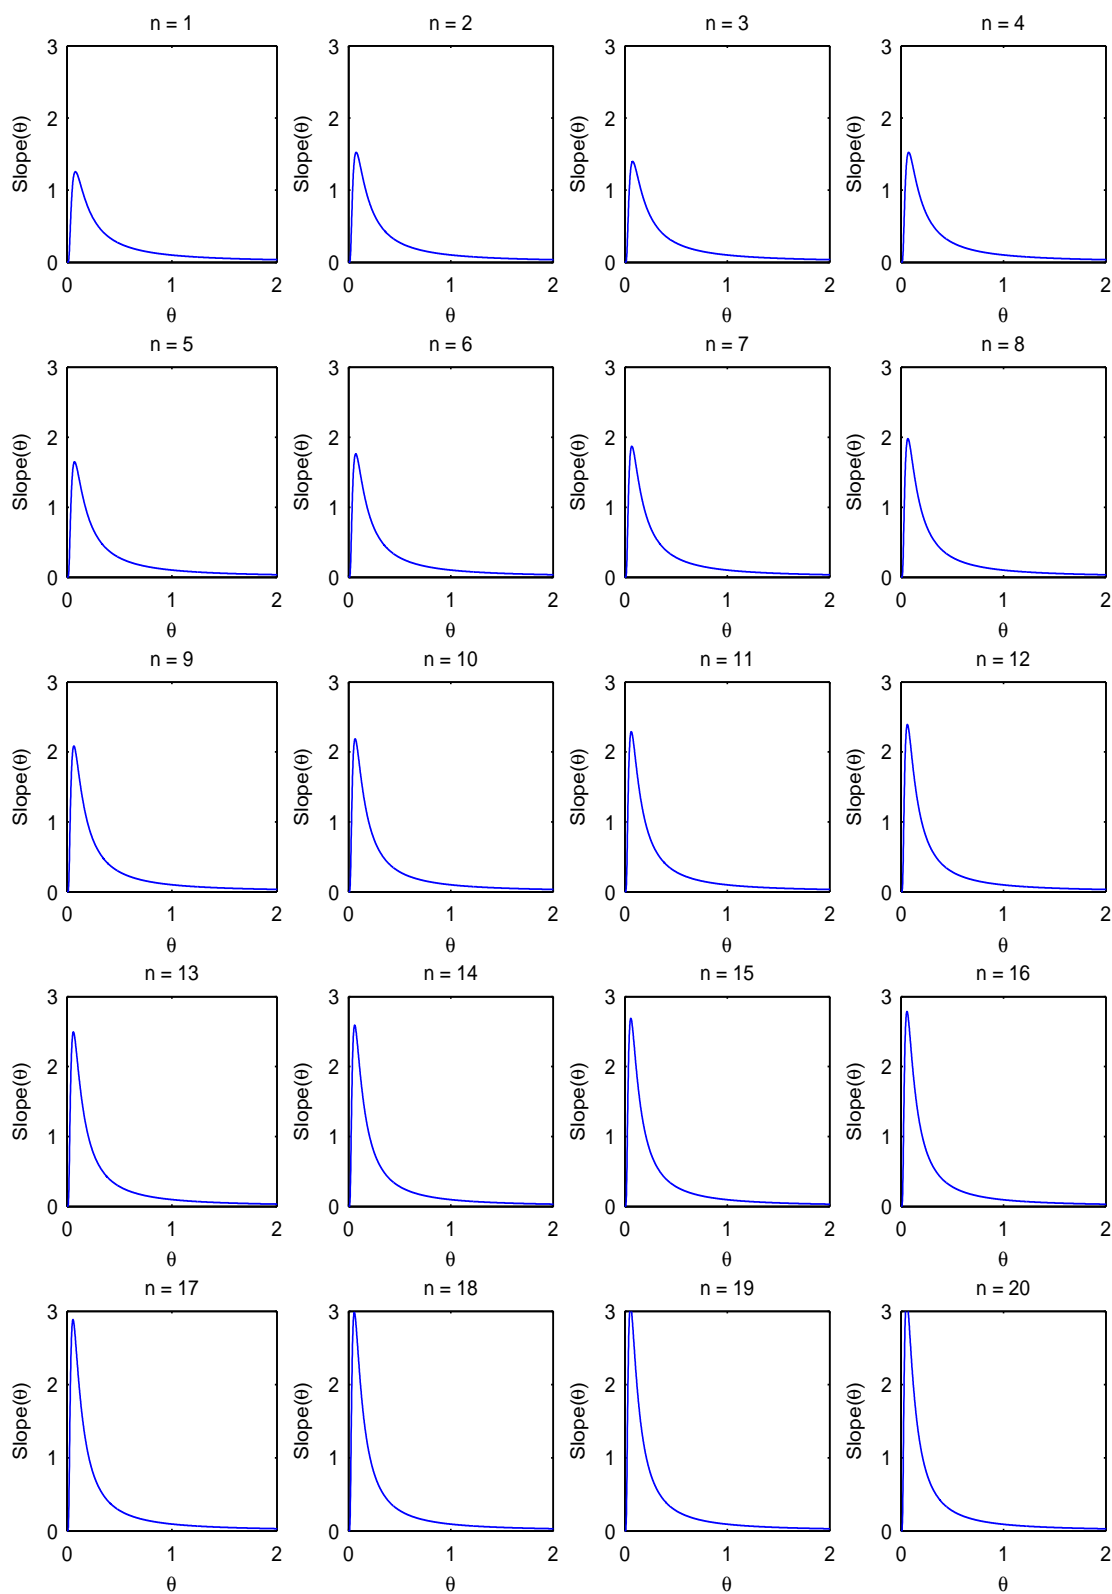 n = 1
n = 2
n = 3
n = 4
3
2
1
0
Slope(θ)
0 1 2
θ
3
2
1
0
Slope(θ)
0 1 2
θ
3
2
1
0
Slope(θ)
0 1 2
θ
3
2
1
0
Slope(θ)
0 1 2
θ
n = 5
n = 6
n = 7
n = 8
3
2
1
0
Slope(θ)
0 1 2
θ
3
2
1
0
Slope(θ)
0 1 2
θ
3
2
1
0
Slope(θ)
0 1 2
θ
3
2
1
0
Slope(θ)
0 1 2
θ
n = 9
n = 10
n = 11
n = 12
3
2
1
0
Slope(θ)
0 1 2
θ
3
2
1
0
Slope(θ)
0 1 2
θ
3
2
1
0
Slope(θ)
0 1 2
θ
3
2
1
0
Slope(θ)
0 1 2
θ
n = 13
n = 14
n = 15
n = 16
3
2
1
0
Slope(θ)
0 1 2
θ
3
2
1
0
Slope(θ)
0 1 2
θ
3
2
1
0
Slope(θ)
0 1 2
θ
3
2
1
0
Slope(θ)
0 1 2
θ
n = 17
n = 18
n = 19
n = 20
3
2
1
0
Slope(θ)
0 1 2
θ
3
2
1
0
Slope(θ)
0 1 2
θ
3
2
1
0
Slope(θ)
0 1 2
θ
3
2
1
0
Slope(θ)
0 1 2
θ